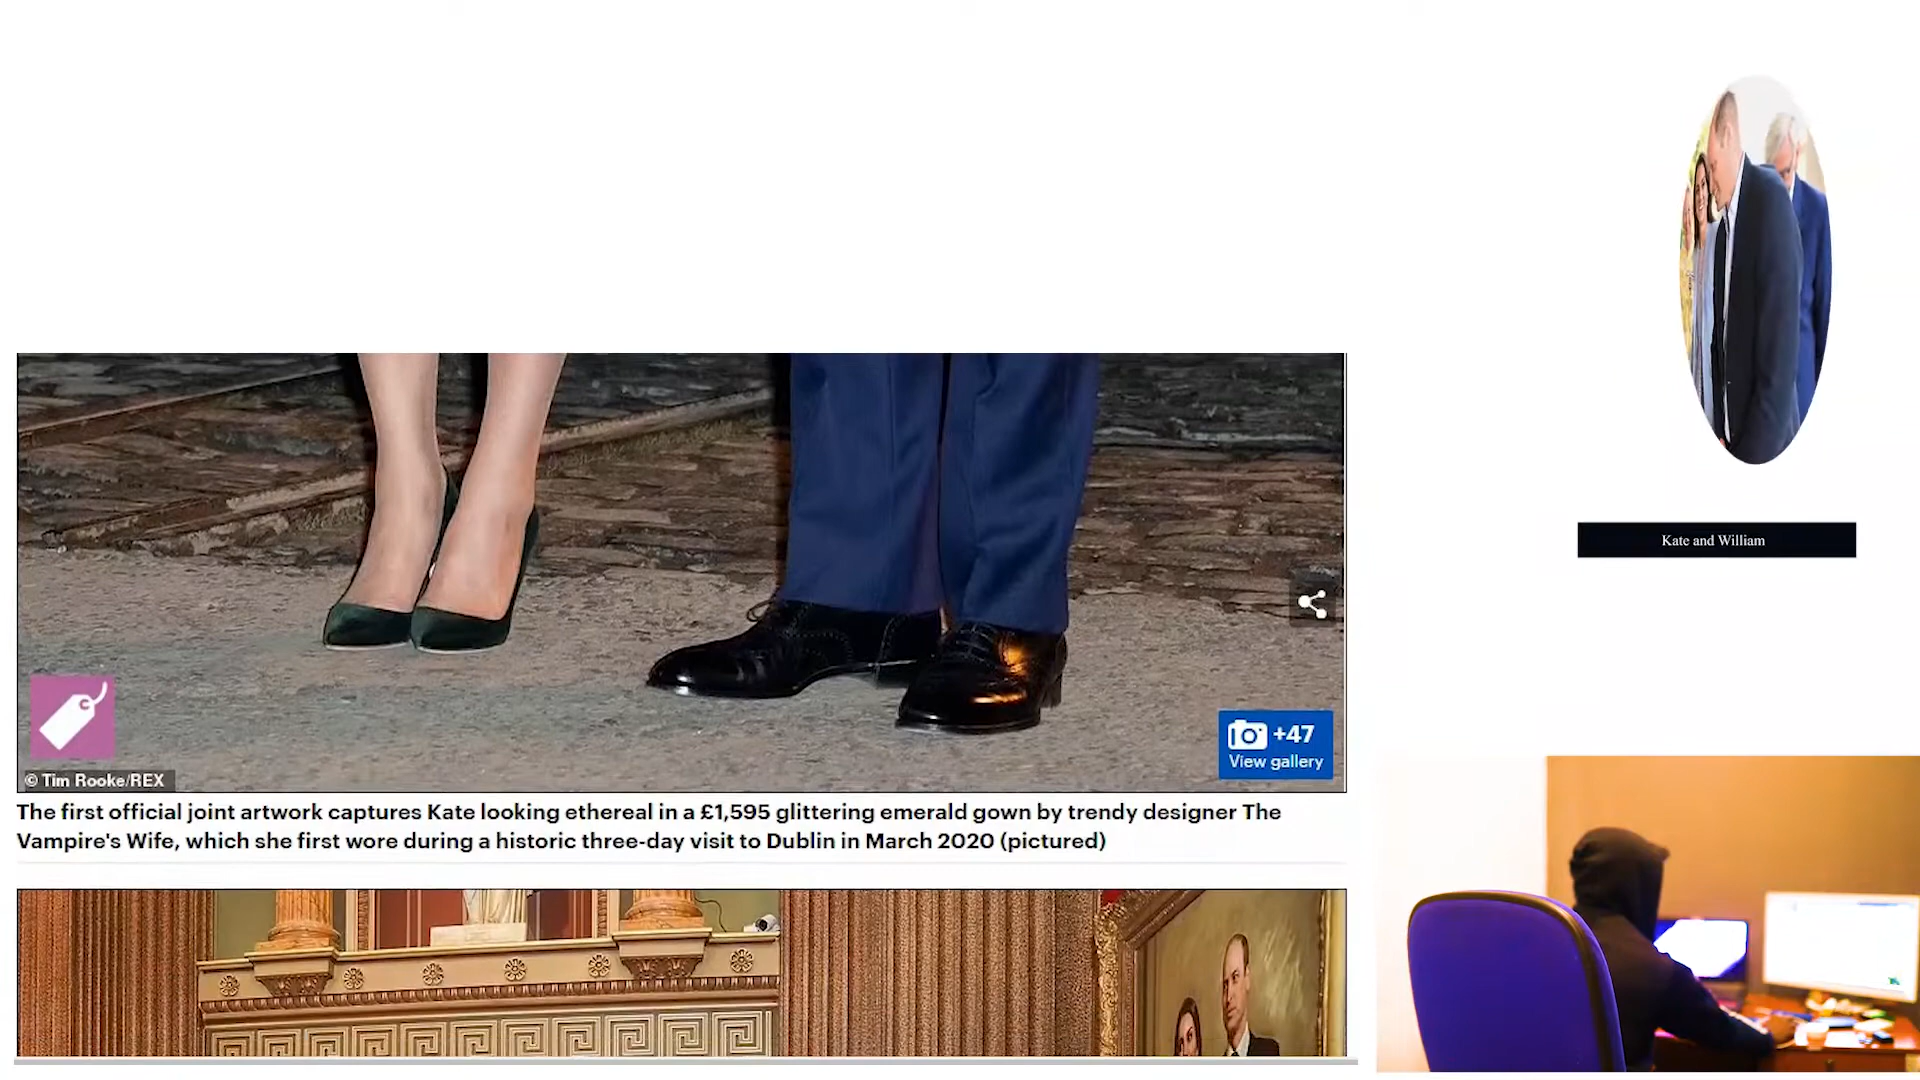 Kate and William
+47
View gallery
© Tim Rooke/REX
The first official joint artwork captures Kate looking ethereal in a £1,595 glittering emerald gown by trendy designer The
Vampire's Wife, which she first wore during a historic three-day visit to Dublin in March 2020 (pictured)